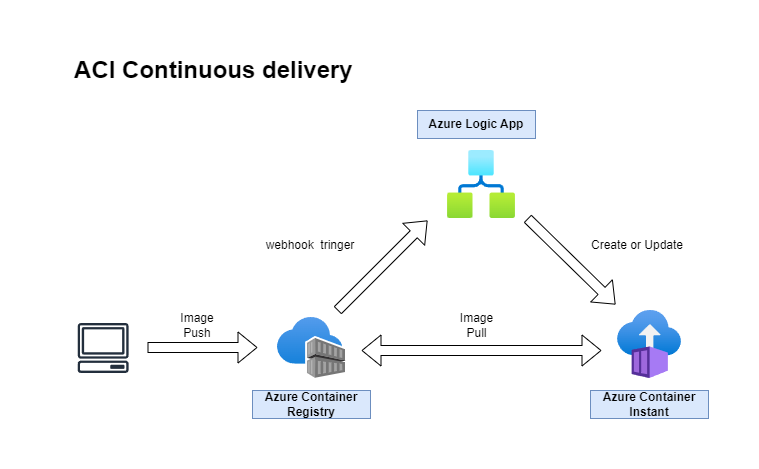 ACI Continuous delivery
Azure Logic App
webhook tringer
Create or Update
Image
Push
Image
Pull
Azure Container
Registry
Azure Container
Instant